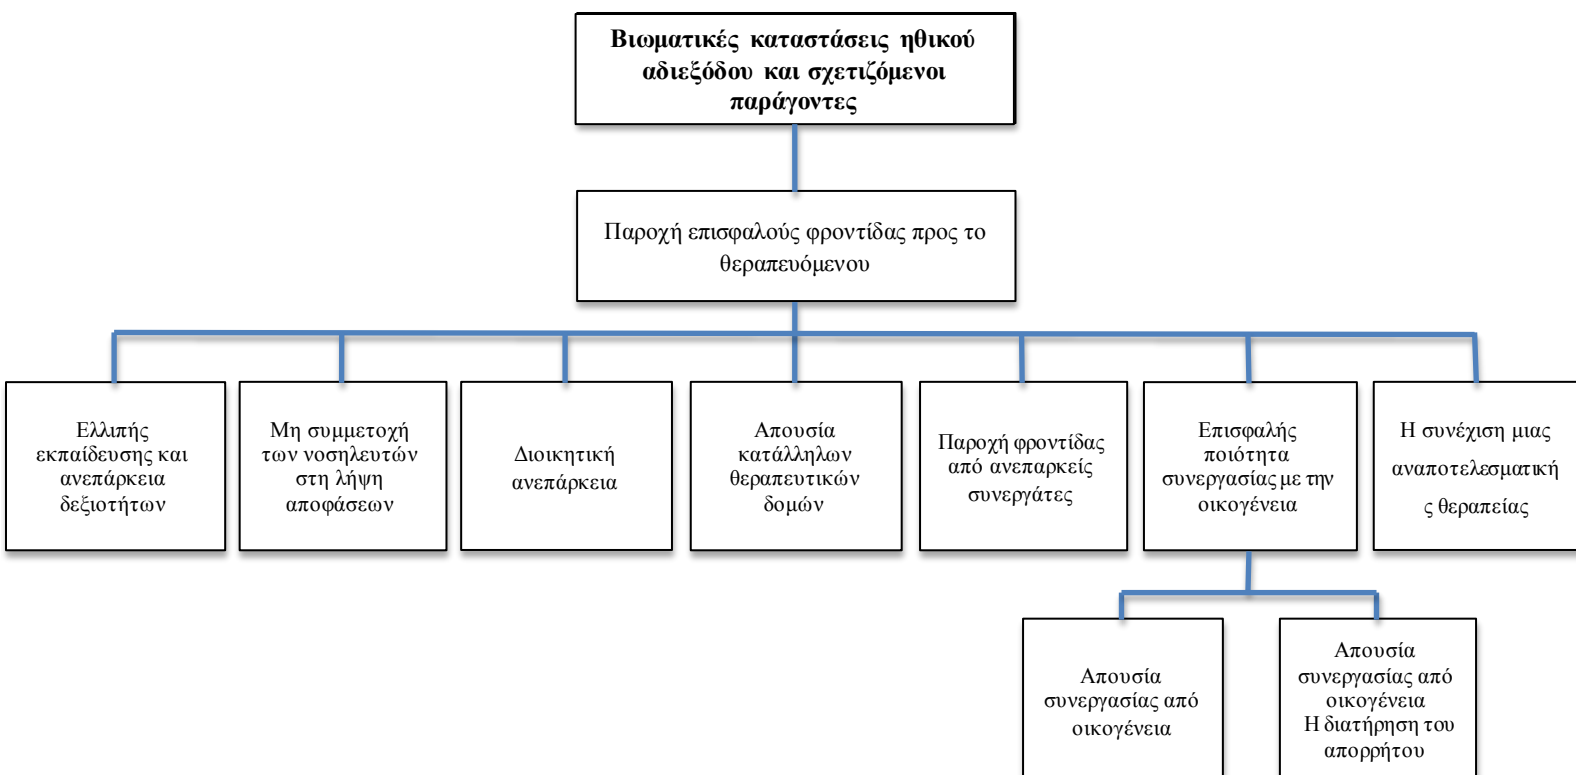 Βιωματικές καταστάσεις ηθικού
αδιεξόδου και σχετιζόμενοι
παράγοντες
Παροχή επισφαλούς φροντίδας προς το
θεραπευόμενου
Ελλιπής
εκπαίδευσης και
ανεπάρκεια
δεξιοτήτων
Μη συμμετοχή
των νοσηλευτών
στη λήψη
αποφάσεων
Διοικητική
ανεπάρκεια
Απουσία
κατάλληλων
θεραπευτικών
δομών
Παροχή φροντίδας
από ανεπαρκείς
συνεργάτες
Επισφαλής
ποιότητα
συνεργασίας με την
οικογένεια
Η συνέχιση μιας
αναποτελεσματική
ς θεραπείας
Απουσία
συνεργασίας από
οικογένεια
Απουσία
συνεργασίας από
οικογένεια
Η διατήρηση του
απορρήτου